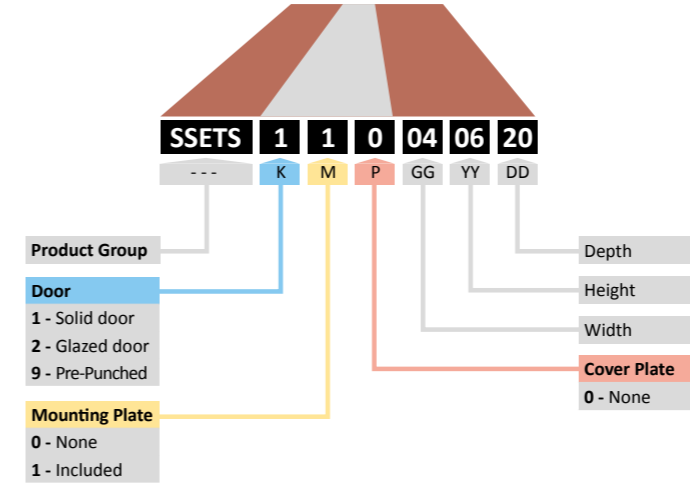 SSETS 1 1 0 04 06 20
- - - K M P GG YY DD
Product Group
Door
1 - Solid door
2 - Glazed door
9 - Pre-Punched
Mounting Plate
0 - None
1 - Included
Depth
Height
Width
Cover Plate
0 - None